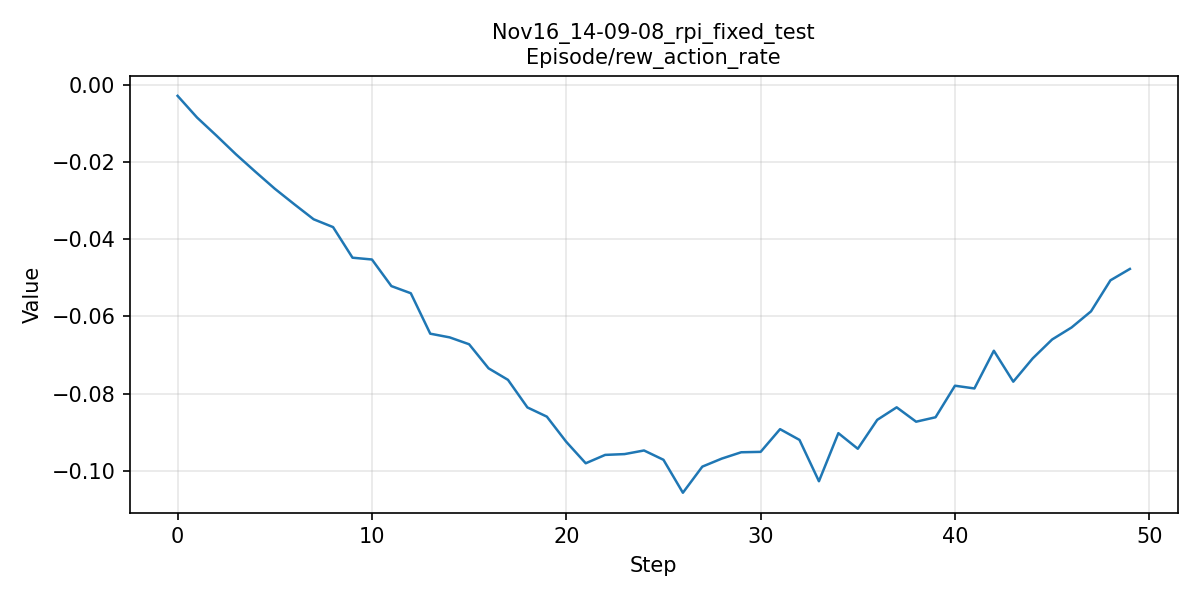 Nov16_14-09-08_rpi_fixed_test
Episode/rew_action_rate
Value
0.00
−0.02
−0.04
−0.06
−0.08
−0.10
0 10 20 30 40 50
Step